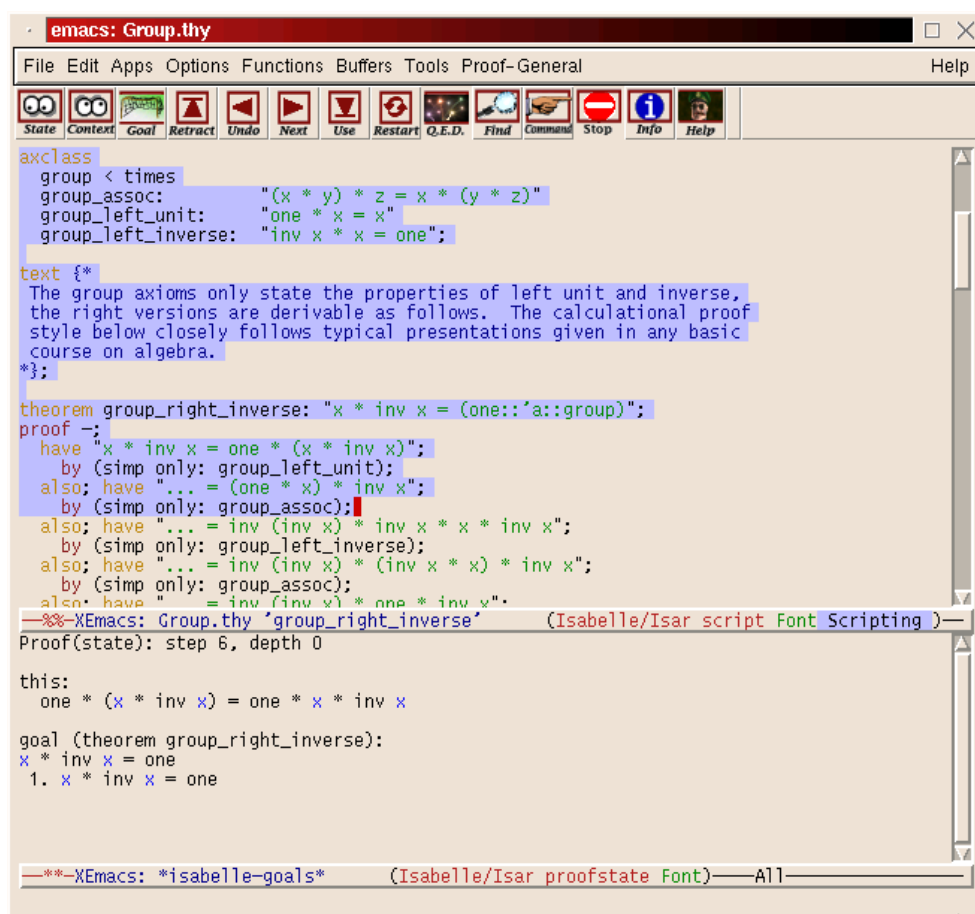 emacs: Group.thy
File Edit Apps Options Functions Buffers Tools Proof-General Help
State Context Goal Retract Undo Next Use Restart Q.E.D. Find Command Stop Info Help
axclass
  group < times
  group_assoc:         "(x * y) * z = x * (y * z)"
  group_left_unit:     "one * x = x"
  group_left_inverse:  "inv x * x = one";
text {*
 The group axioms only state the properties of left unit and inverse,
 the right versions are derivable as follows.  The calculational proof
 style below closely follows typical presentations given in any basic
 course on algebra.
*};
theorem group_right_inverse: "x * inv x = (one::'a::group)";
proof -;
  have "x * inv x = one * (x * inv x)";
    by (simp only: group_left_unit);
  also; have "... = (one * x) * inv x";
    by (simp only: group_assoc);
  also; have "... = inv (inv x) * inv x * x * inv x";
    by (simp only: group_left_inverse);
  also; have "... = inv (inv x) * (inv x * x) * inv x";
    by (simp only: group_assoc);
  also; have "... = inv (inv x) * one * inv x";
--%%-XEmacs: Group.thy 'group_right_inverse'      (Isabelle/Isar script Font Scripting )--
Proof(state): step 6, depth 0
this:
  one * (x * inv x) = one * x * inv x
goal (theorem group_right_inverse):
x * inv x = one
 1. x * inv x = one
--**-XEmacs: *isabelle-goals*      (Isabelle/Isar proofstate Font)----All----